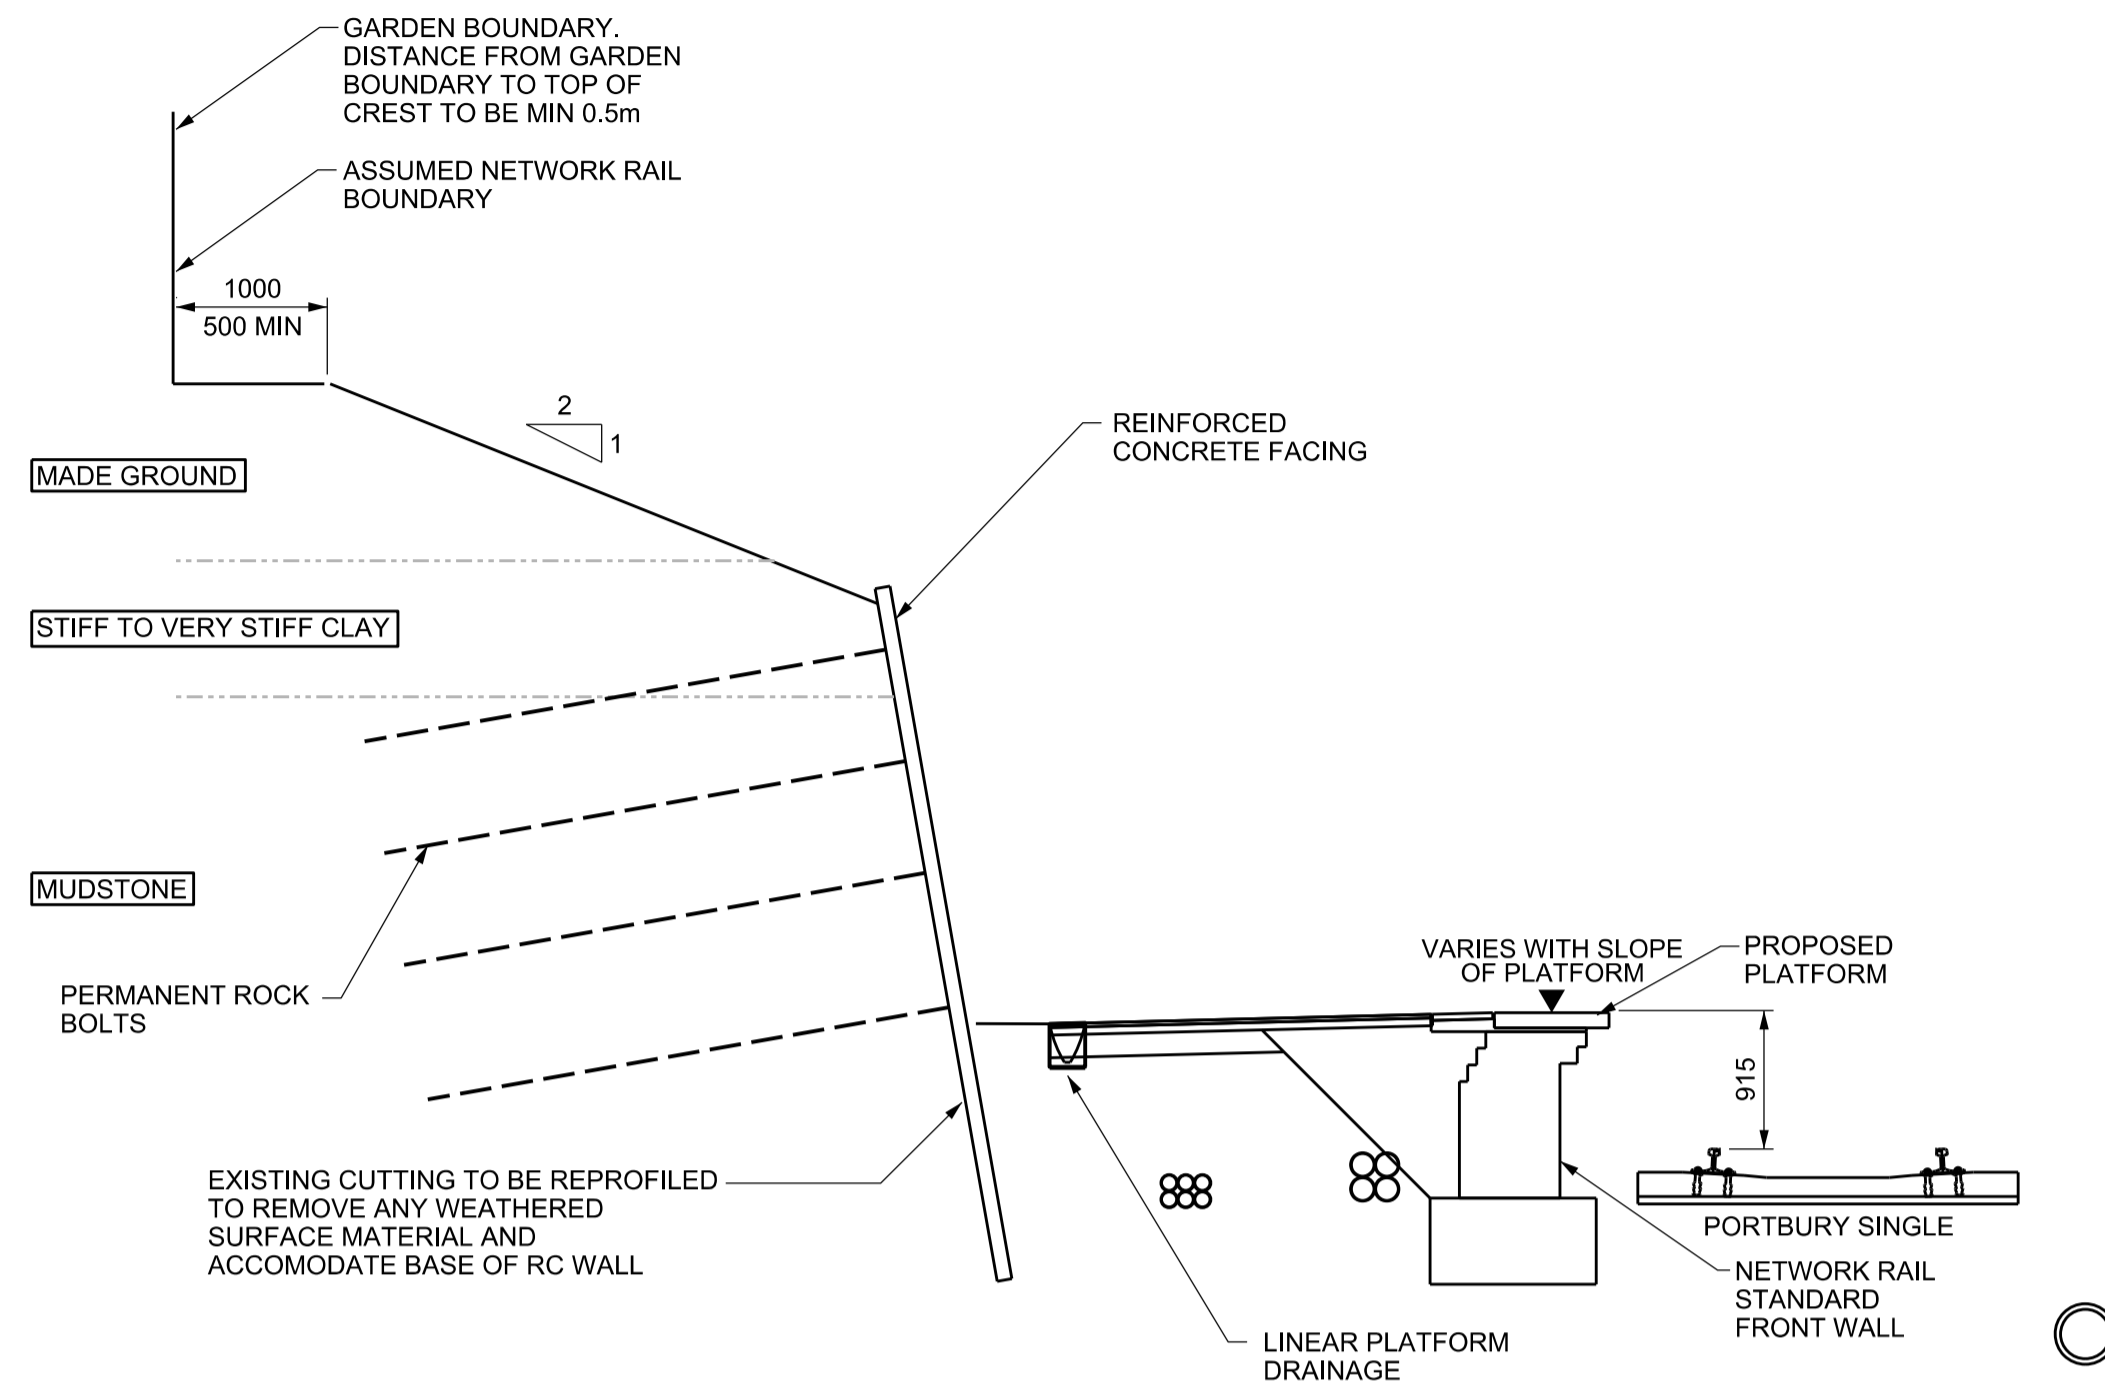 GARDEN BOUNDARY.
DISTANCE FROM GARDEN
BOUNDARY TO TOP OF
CREST TO BE MIN 0.5m
ASSUMED NETWORK RAIL
BOUNDARY
1000
500 MIN
2
1
REINFORCED
CONCRETE FACING
MADE GROUND
STIFF TO VERY STIFF CLAY
MUDSTONE
PERMANENT ROCK
BOLTS
VARIES WITH SLOPE
OF PLATFORM
PROPOSED
PLATFORM
915
EXISTING CUTTING TO BE REPROFILED
TO REMOVE ANY WEATHERED
SURFACE MATERIAL AND
ACCOMODATE BASE OF RC WALL
PORTBURY SINGLE
NETWORK RAIL
STANDARD
FRONT WALL
LINEAR PLATFORM
DRAINAGE